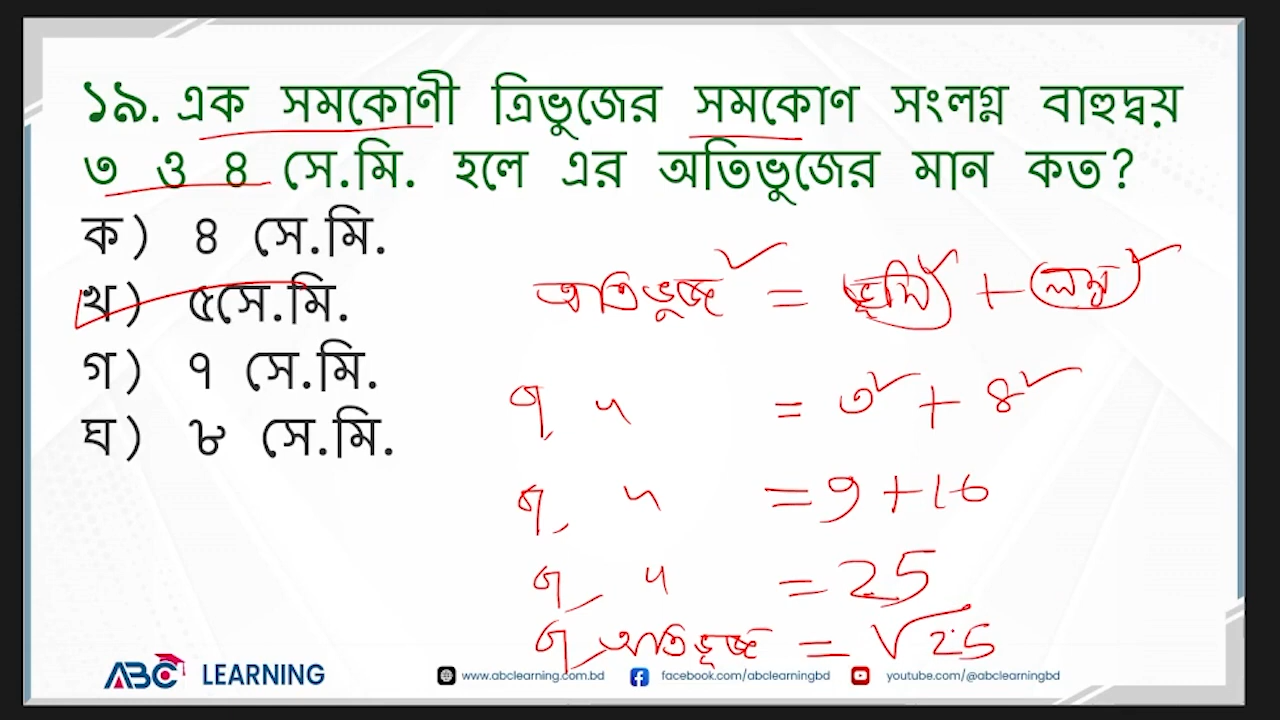 ১৯. এক সমকোণী ত্রিভুজের সমকোণ সংলগ্ন বাহুদ্বয়
৩ ও ৪ সে.মি. হলে এর অতিভুজের মান কত?
ক) ৪ সে.মি.
খ) ৫সে.মি.
গ) ৭ সে.মি.
ঘ) ৮ সে.মি.
অতিভুজ² = ভূমি² + লম্ব²
বা, " = ৩² + ৪²
বা, " = 9 + 16
বা, " = 25
বা, অতিভূজ = √25
ABC LEARNING
www.abclearning.com.bd
facebook.com/abclearningbd
youtube.com/@abclearningbd